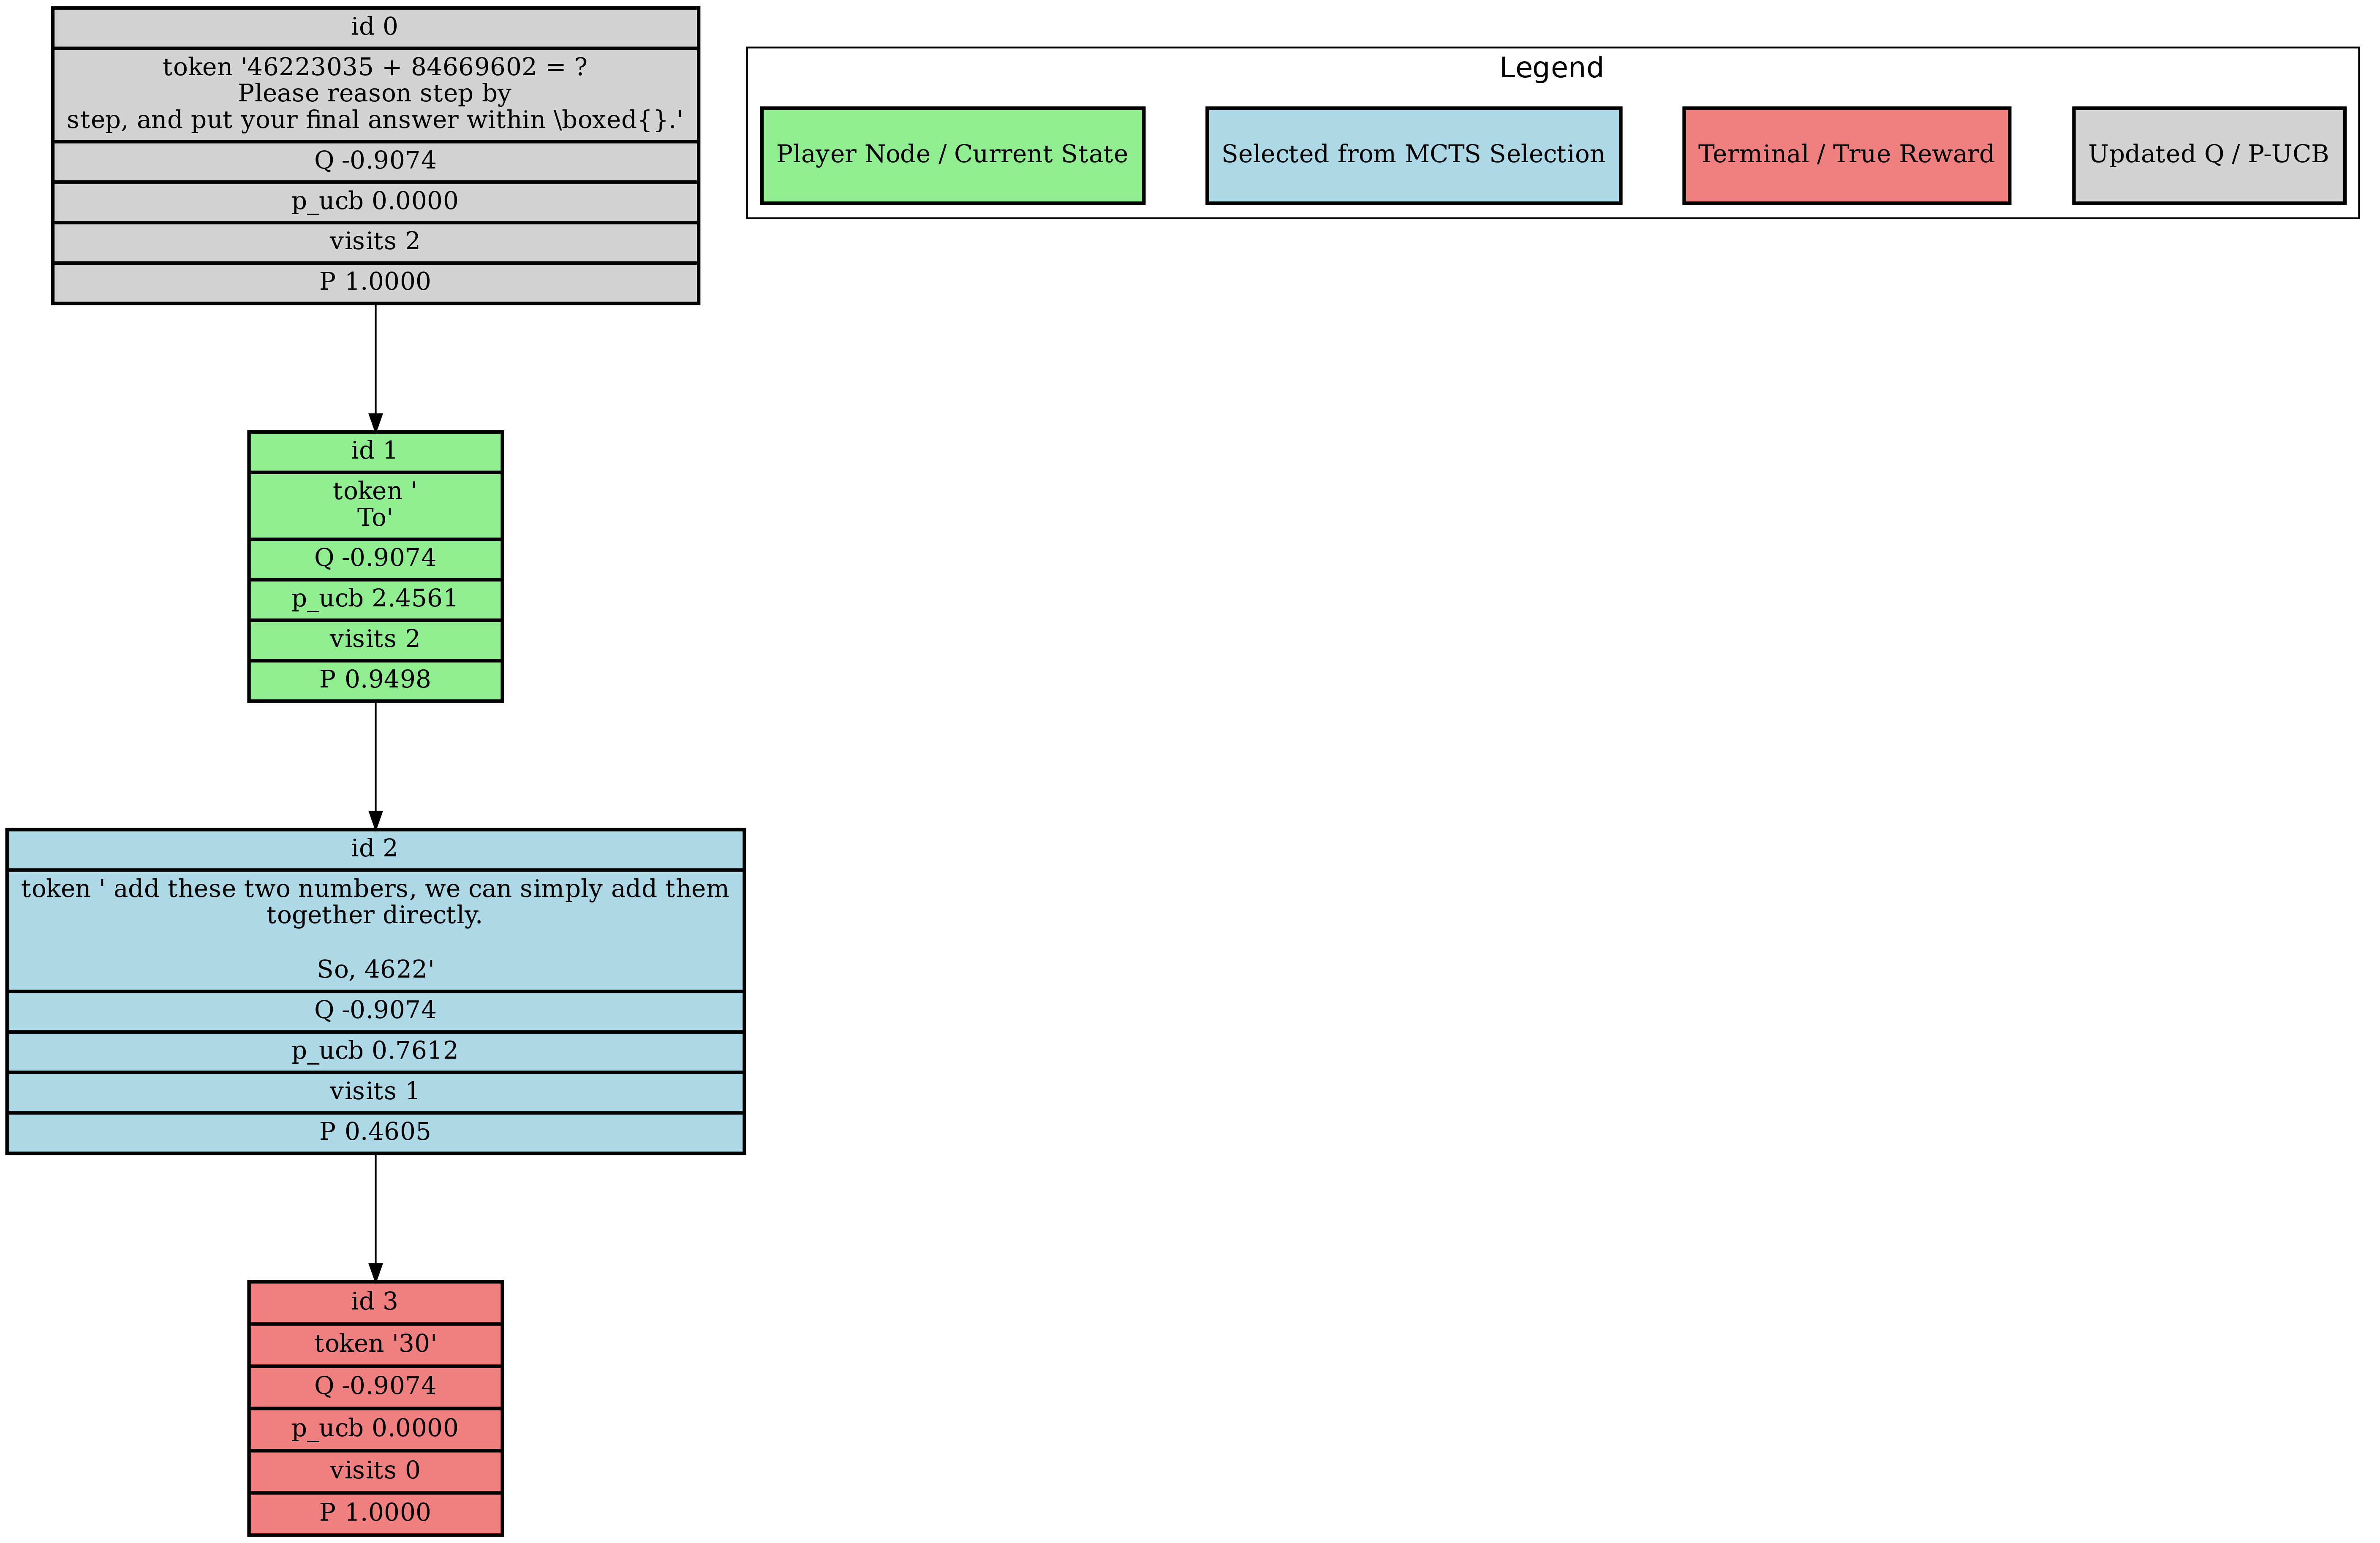 id 0
token '46223035 + 84669602 = ?
Please reason step by
step, and put your final answer within \boxed{}.'
Q -0.9074
p_ucb 0.0000
visits 2
P 1.0000
Legend
Player Node / Current State
Selected from MCTS Selection
Terminal / True Reward
Updated Q / P-UCB
id 1
token '
To'
Q -0.9074
p_ucb 2.4561
visits 2
P 0.9498
id 2
token ' add these two numbers, we can simply add them
together directly.
So, 4622'
Q -0.9074
p_ucb 0.7612
visits 1
P 0.4605
id 3
token '30'
Q -0.9074
p_ucb 0.0000
visits 0
P 1.0000